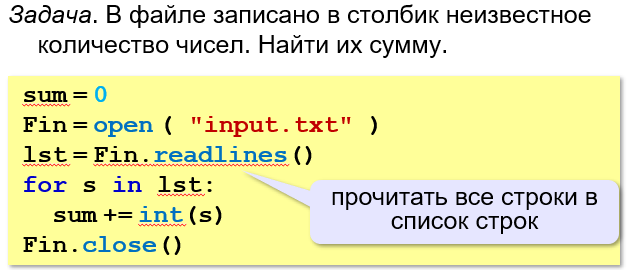 Задача. В файле записано в столбик неизвестное
количество чисел. Найти их сумму.
sum = 0
Fin = open ( "input.txt" )
lst = Fin.readlines()
for s in lst:
  sum += int(s)
Fin.close()
прочитать все строки в
список строк